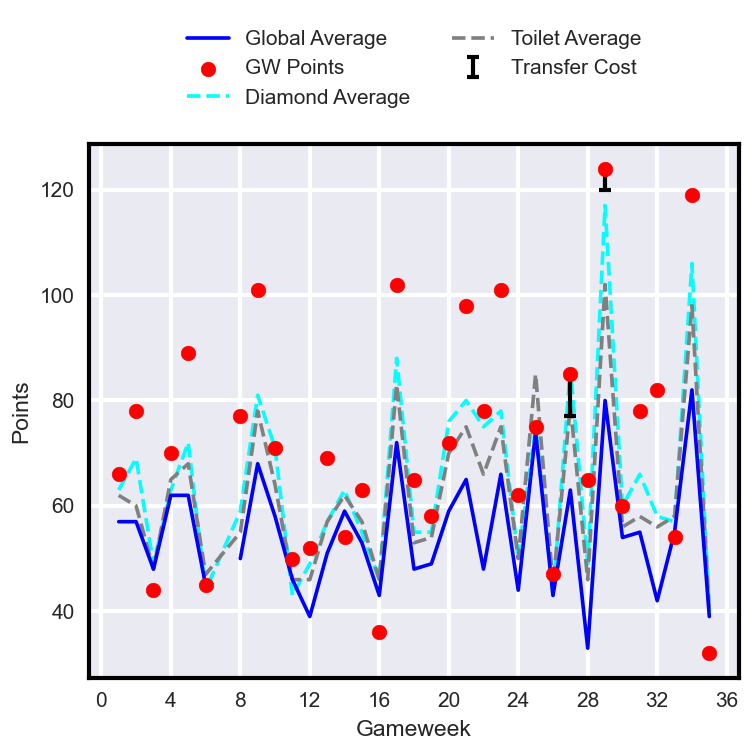 Global Average
GW Points
Diamond Average
Toilet Average
Transfer Cost
Points
120
100
80
60
40
0 4 8 12 16 20 24 28 32 36
Gameweek